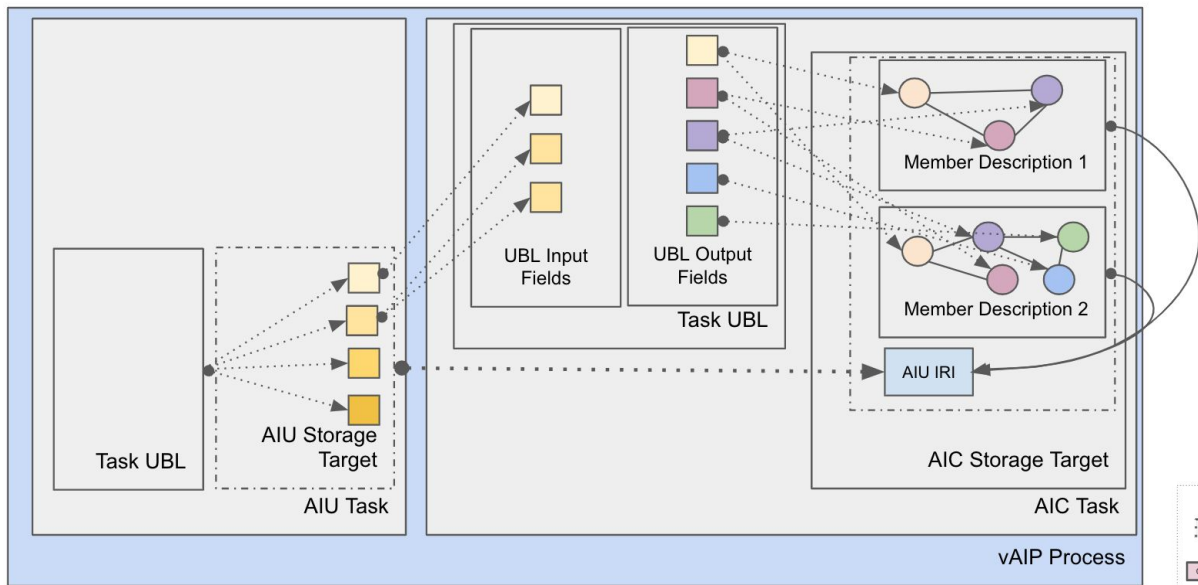 Member Description 1
UBL Input
Fields
UBL Output
Fields
Member Description 2
Task UBL
AIU IRI
AIU Storage
Target
Task UBL
AIC Storage Target
AIU Task
AIC Task
vAIP Process